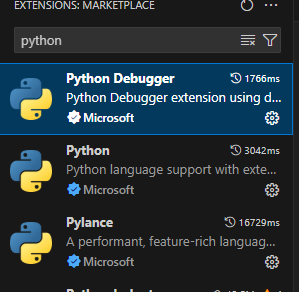 EXTENSIONS: MARKETPLACE
python
Python Debugger 1766ms
Python Debugger extension using d...
Microsoft
Python 3042ms
Python language support with exte...
Microsoft
Pylance 16729ms
A performant, feature-rich languag...
Microsoft